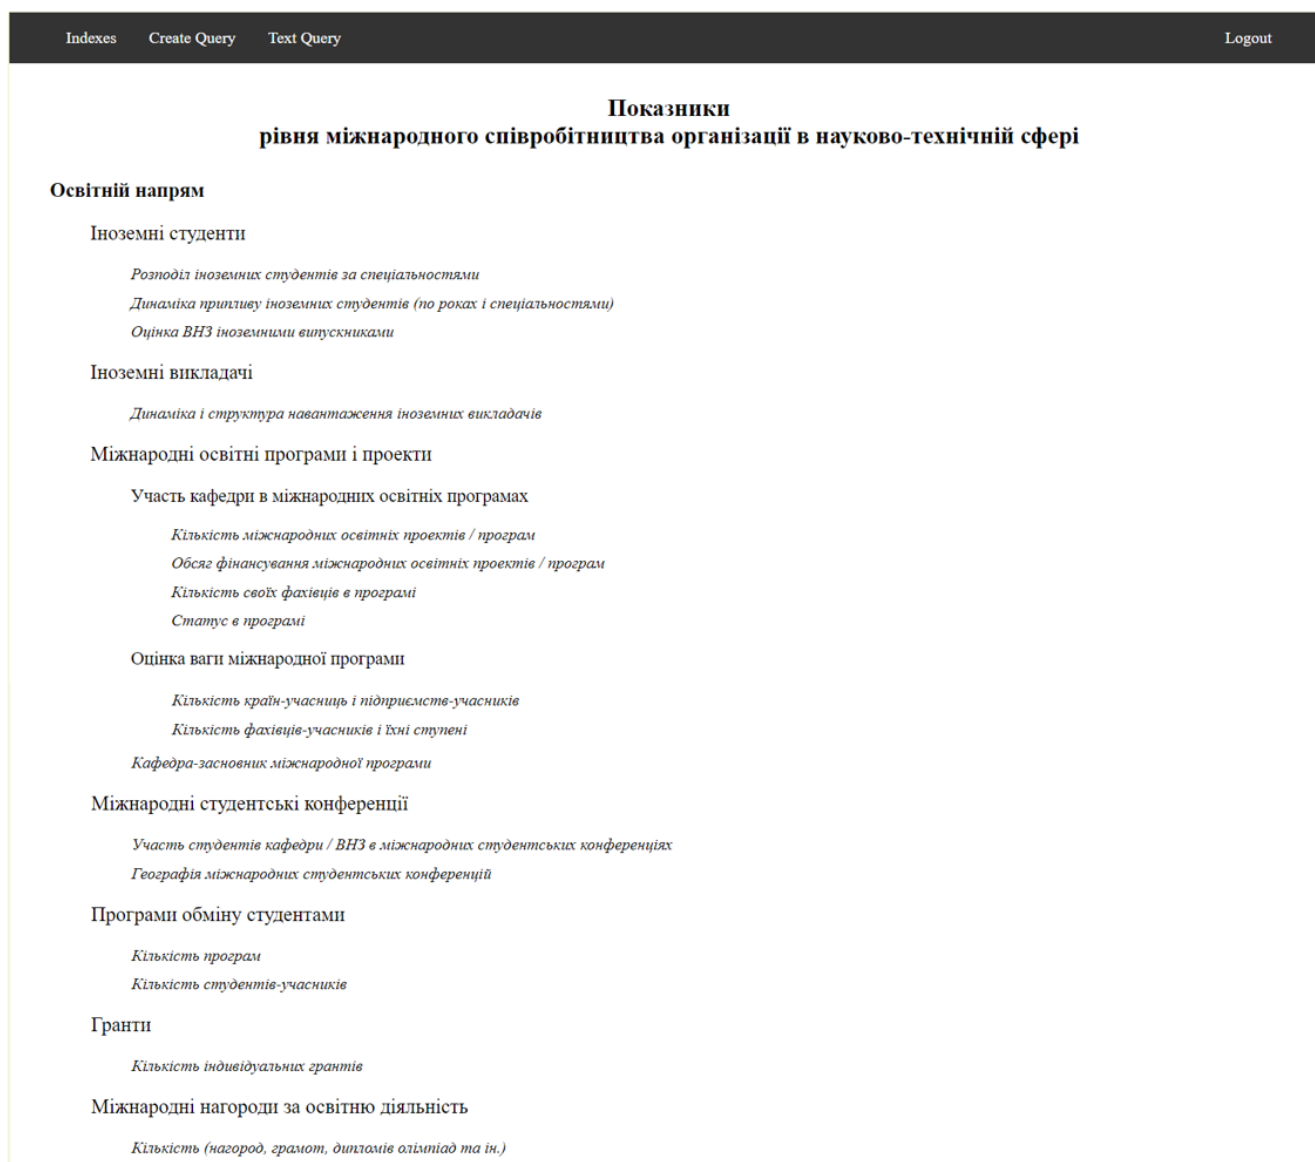 Indexes Create Query Text Query Logout
Показники
рівня міжнародного співробітництва організації в науково-технічній сфері
Освітній напрям
Іноземні студенти
Розподіл іноземних студентів за спеціальностями
Динаміка припливу іноземних студентів (по роках і спеціальностями)
Оцінка ВНЗ іноземними випускниками
Іноземні викладачі
Динаміка і структура навантаження іноземних викладачів
Міжнародні освітні програми і проекти
Участь кафедри в міжнародних освітніх програмах
Кількість міжнародних освітніх проектів / програм
Обсяг фінансування міжнародних освітніх проектів / програм
Кількість своїх фахівців в програмі
Статус в програмі
Оцінка ваги міжнародної програми
Кількість країн-учасниць і підприємств-учасників
Кількість фахівців-учасників і їхні ступені
Кафедра-засновник міжнародної програми
Міжнародні студентські конференції
Участь студентів кафедри / ВНЗ в міжнародних студентських конференціях
Географія міжнародних студентських конференцій
Програми обміну студентами
Кількість програм
Кількість студентів-учасників
Гранти
Кількість індивідуальних грантів
Міжнародні нагороди за освітню діяльність
Кількість (нагород, грамот, дипломів олімпіад та ін.)